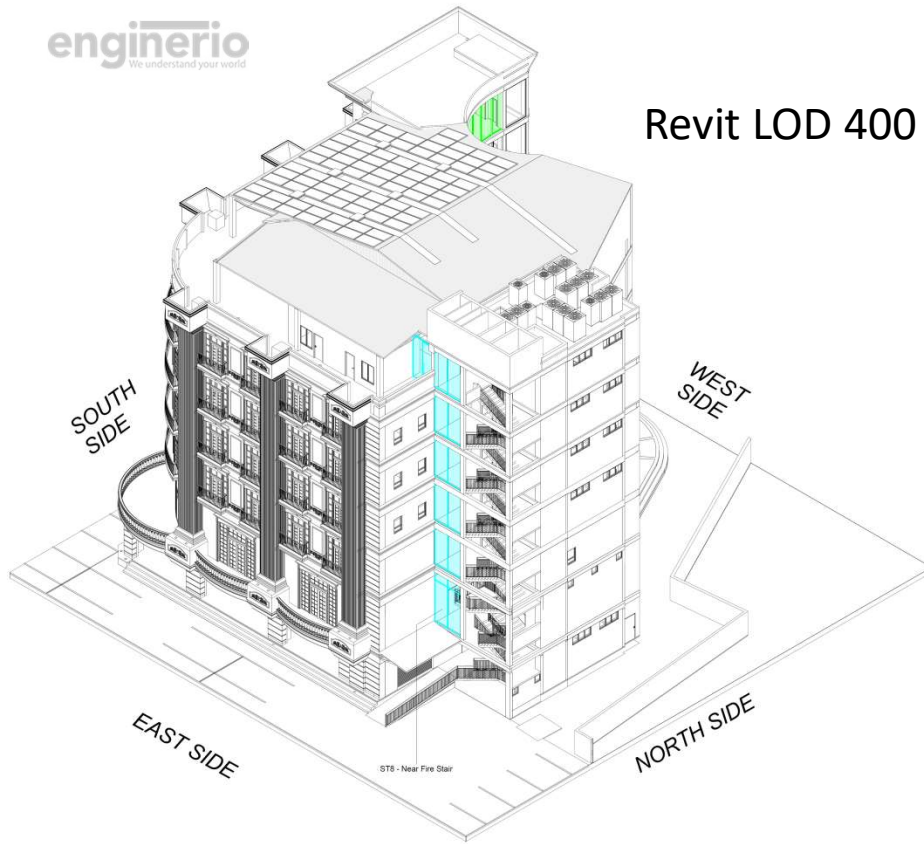 enginerio
We understand your world
Revit LOD 400
SOUTH
SIDE
WEST
SIDE
EAST SIDE
NORTH SIDE
ST8 - Near Fire Stair